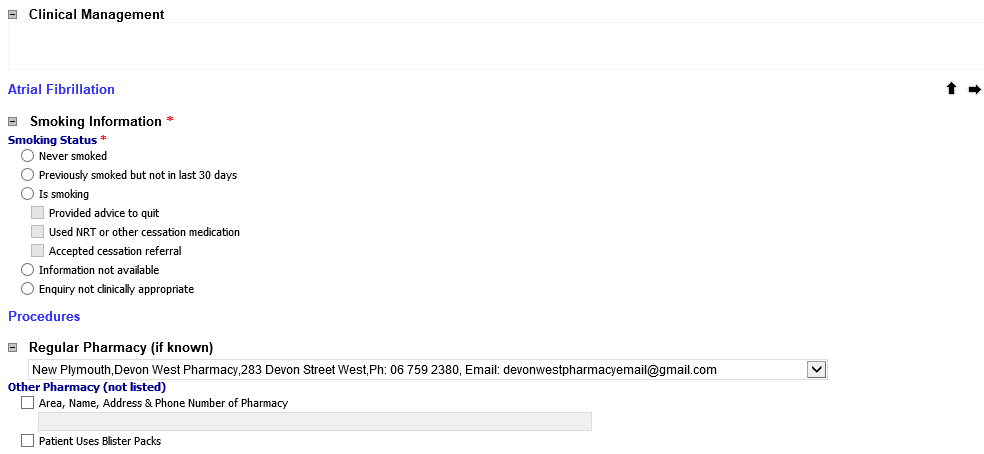 Clinical Management
Atrial Fibrillation
Smoking Information *
Smoking Status *
Never smoked
Previously smoked but not in last 30 days
Is smoking
Provided advice to quit
Used NRT or other cessation medication
Accepted cessation referral
Information not available
Enquiry not clinically appropriate
Procedures
Regular Pharmacy (if known)
New Plymouth,Devon West Pharmacy,283 Devon Street West,Ph: 06 759 2380, Email: devonwestpharmacyemail@gmail.com
Other Pharmacy (not listed)
Area, Name, Address & Phone Number of Pharmacy
Patient Uses Blister Packs